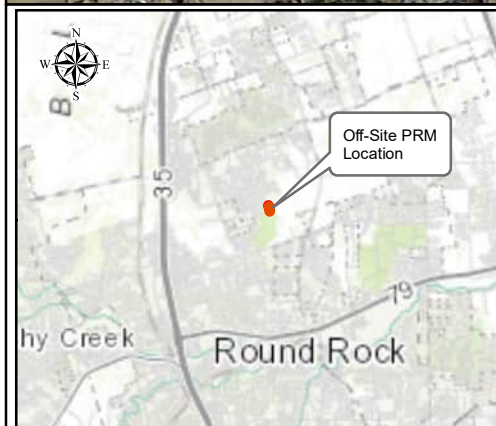 N
W E
S
B L
Off-Site PRM
Location
35
79
hy Creek
Round Rock